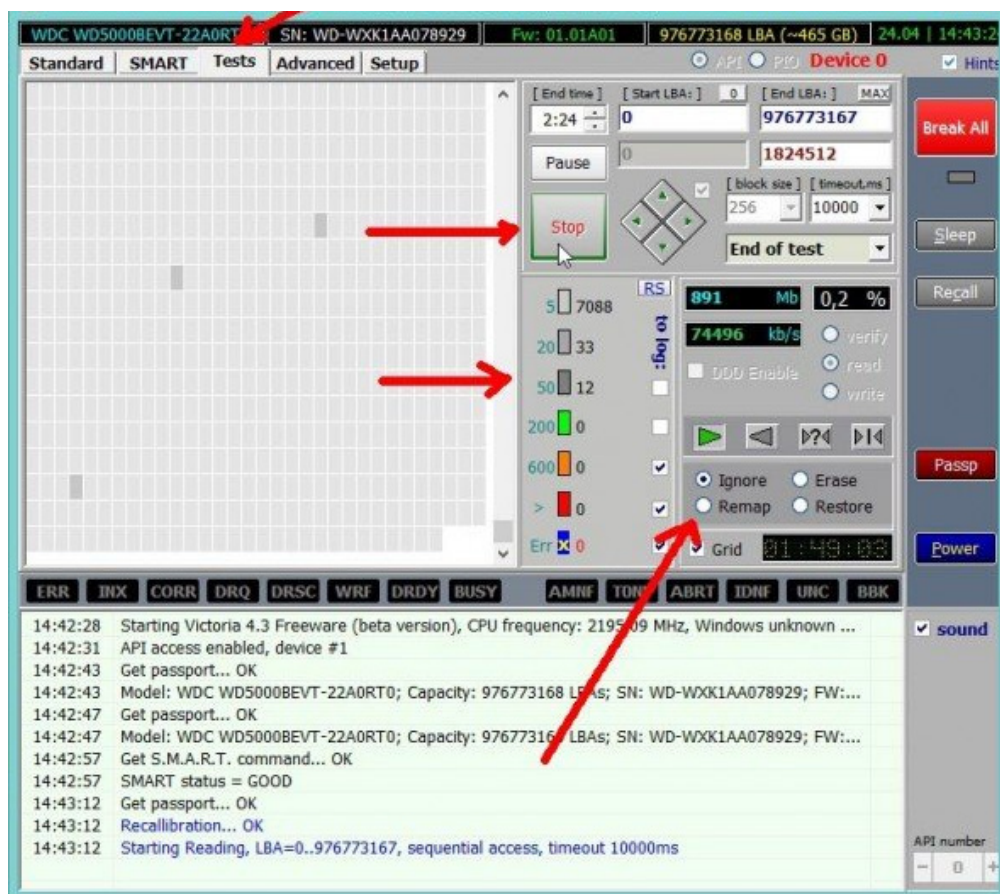 WDC WD5000BEVT-22A0RT SN: WD-WXK1AA078929 Fw: 01.01A01 976773168 LBA (~465 GB) 24.04 | 14:43:2
Standard SMART Tests Advanced Setup API PIO Device 0 Hints
[ End time ] [ Start LBA: ] 0 [ End LBA: ] MAX
2:24 0 976773167
Break All
Pause 0 1824512
[ block size ] [ timeout,ms ]
256 10000
Stop
End of test
Sleep
Recall
RS
to log:
5 7088
20 33
50 12
200 0
600 0
> 0
Err x 0
891 Mb 0,2 %
74496 kb/s verify
DDD Enable read
write
Ignore Erase
Remap Restore
Grid 01:49:03
Passp
Power
ERR INX CORR DRQ DRSC WRF DRDY BUSY AMNF ABRT IDNF UNC BBK
14:42:28 Starting Victoria 4.3 Freeware (beta version), CPU frequency: 2195,09 MHz, Windows unknown ...
14:42:31 API access enabled, device #1
14:42:43 Get passport... OK
14:42:43 Model: WDC WD5000BEVT-22A0RT0; Capacity: 976773168 LBAs; SN: WD-WXK1AA078929; FW:...
14:42:47 Get passport... OK
14:42:47 Model: WDC WD5000BEVT-22A0RT0; Capacity: 976773168 LBAs; SN: WD-WXK1AA078929; FW:...
14:42:57 Get S.M.A.R.T. command... OK
14:42:57 SMART status = GOOD
14:43:12 Get passport... OK
14:43:12 Recallibration... OK
14:43:12 Starting Reading, LBA=0..976773167, sequential access, timeout 10000ms
sound
API number
- 0 +